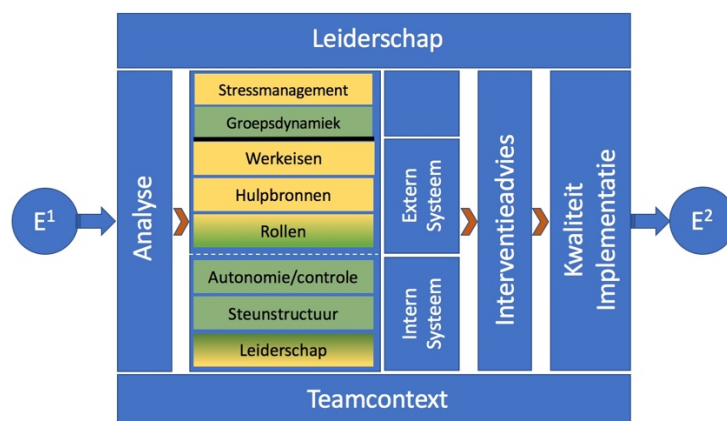 Leiderschap
E¹
Analyse
Stressmanagement
Groepsdynamiek
Werkeisen
Hulpbronnen
Rollen
Autonomie/controle
Steunstructuur
Leiderschap
Extern
Systeem
Intern
Systeem
Interventieadvies
Kwaliteit
Implementatie
E²
Teamcontext